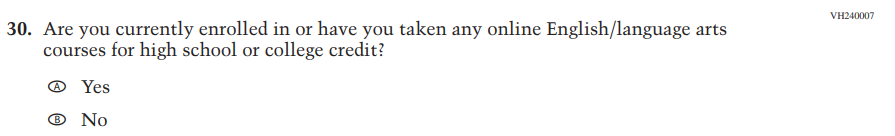 VH240007
30. Are you currently enrolled in or have you taken any online English/language arts
courses for high school or college credit?
A Yes
B No